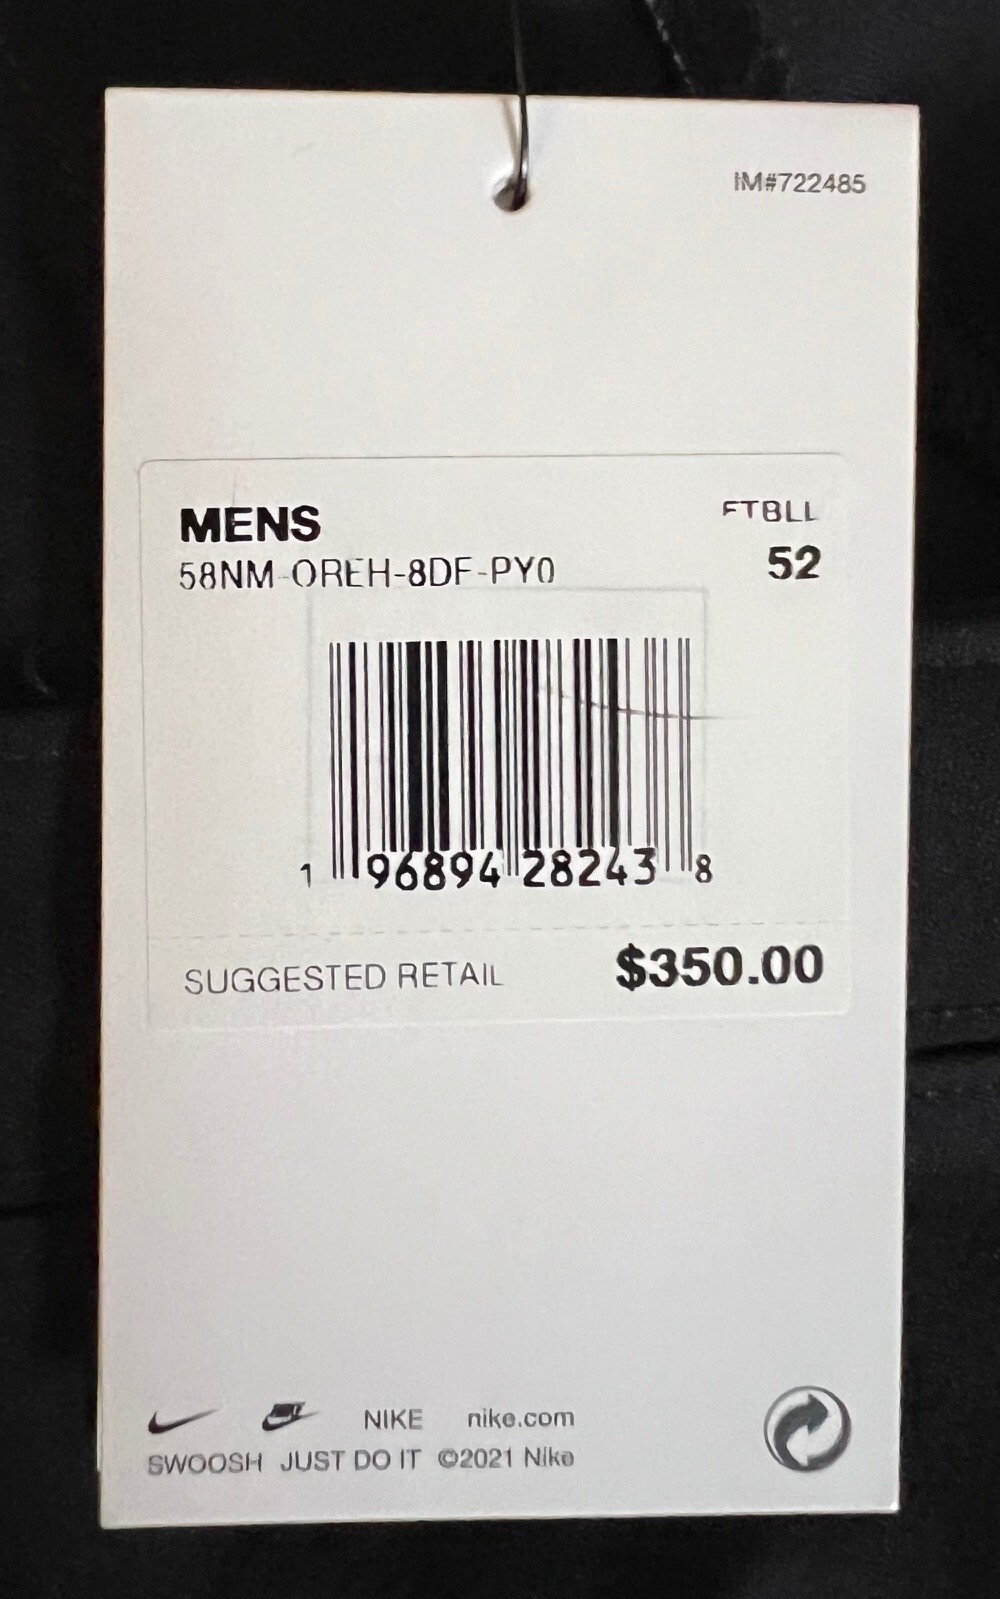 IM#722485
MENS FTBLL
58NM-OREH-8DF-PY0 52
1 96894 28243 8
SUGGESTED RETAIL $350.00
NIKE nike.com
SWOOSH JUST DO IT ©2021 Nike